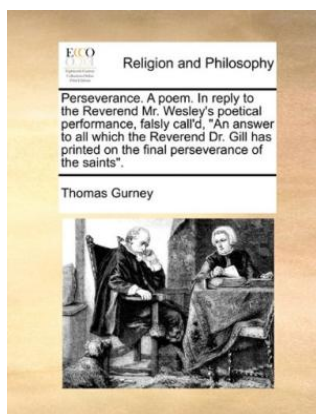 ECCO
Religion and Philosophy
Perseverance. A poem. In reply to
the Reverend Mr. Wesley's poetical
performance, falsly call'd, "An answer
to all which the Reverend Dr. Gill has
printed on the final perseverance of
the saints".
Thomas Gurney